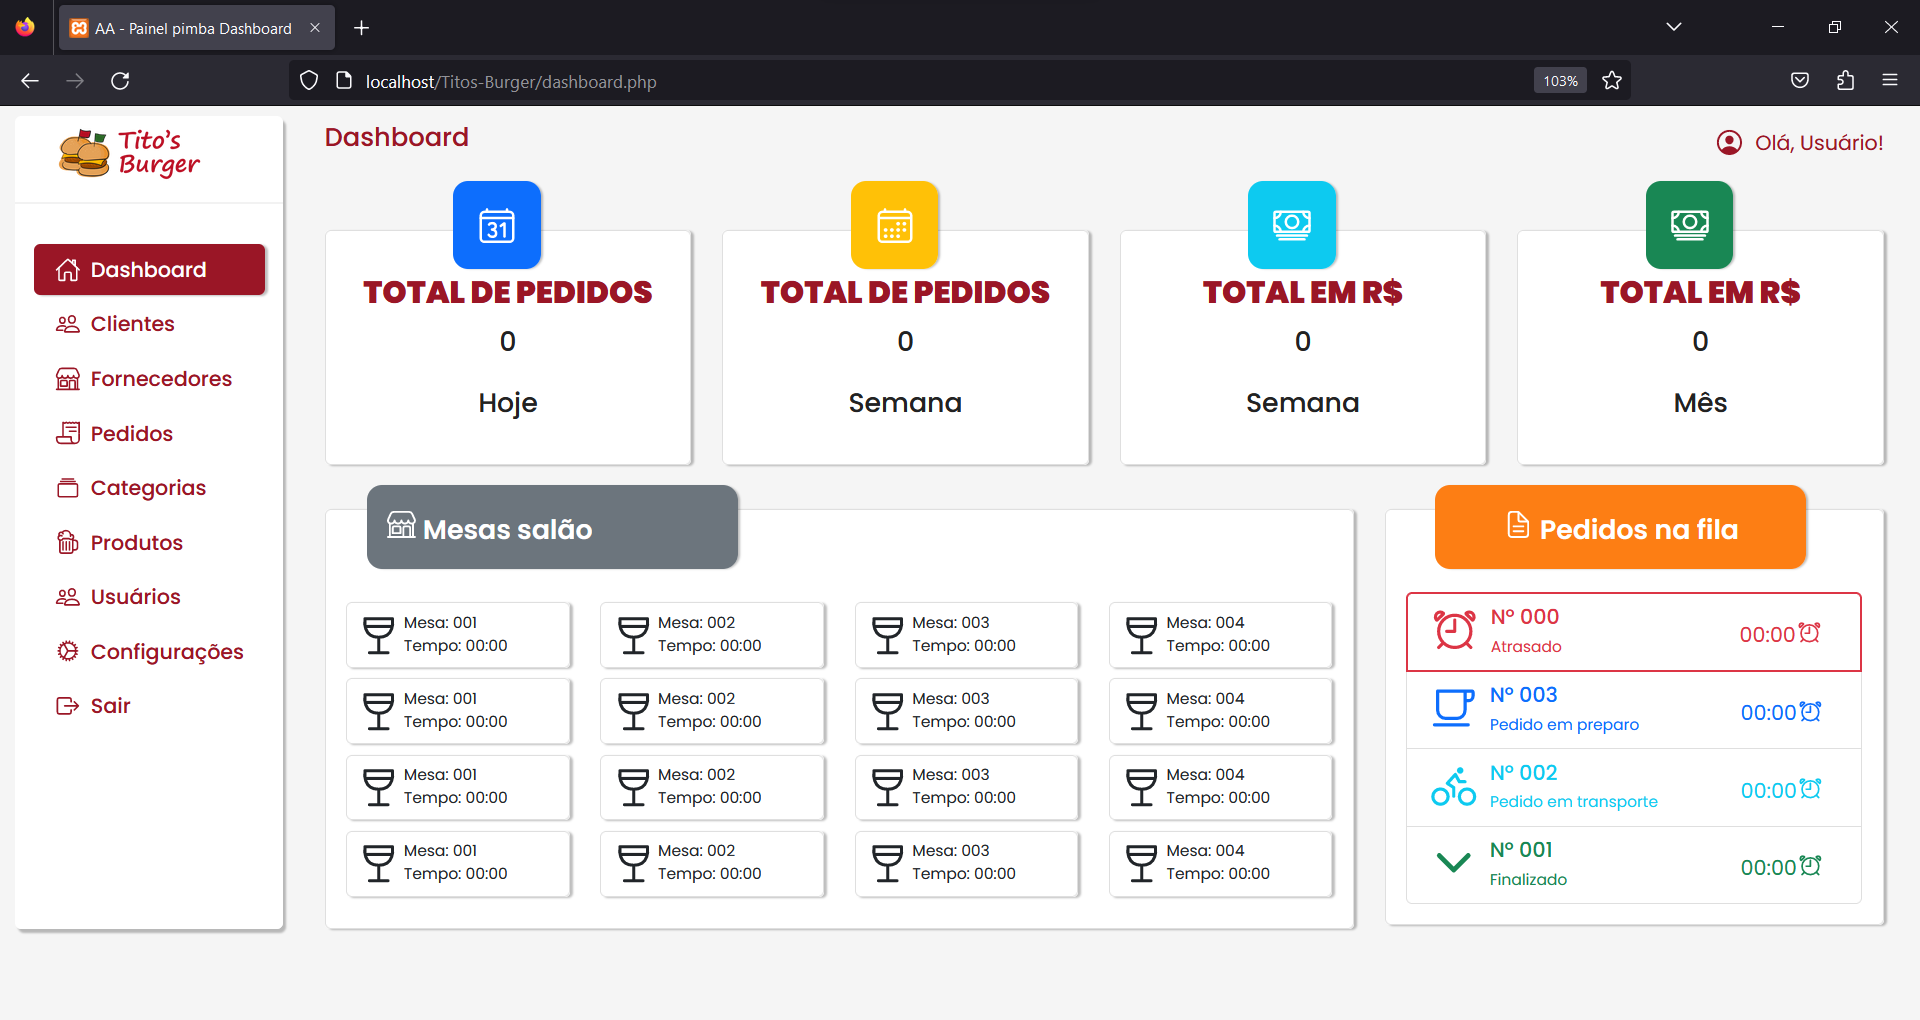 AA - Painel pimba Dashboard
localhost/Titos-Burger/dashboard.php
103%
Tito's
Burger
Dashboard
Olá, Usuário!
Dashboard
Clientes
Fornecedores
Pedidos
Categorias
Produtos
Usuários
Configurações
Sair
31
TOTAL DE PEDIDOS
0
Hoje
TOTAL DE PEDIDOS
0
Semana
TOTAL EM R$
0
Semana
TOTAL EM R$
0
Mês
Mesas salão
Mesa: 001
Tempo: 00:00
Mesa: 002
Tempo: 00:00
Mesa: 003
Tempo: 00:00
Mesa: 004
Tempo: 00:00
Mesa: 001
Tempo: 00:00
Mesa: 002
Tempo: 00:00
Mesa: 003
Tempo: 00:00
Mesa: 004
Tempo: 00:00
Mesa: 001
Tempo: 00:00
Mesa: 002
Tempo: 00:00
Mesa: 003
Tempo: 00:00
Mesa: 004
Tempo: 00:00
Mesa: 001
Tempo: 00:00
Mesa: 002
Tempo: 00:00
Mesa: 003
Tempo: 00:00
Mesa: 004
Tempo: 00:00
Pedidos na fila
Nº 000
Atrasado
00:00
Nº 003
Pedido em preparo
00:00
Nº 002
Pedido em transporte
00:00
Nº 001
Finalizado
00:00